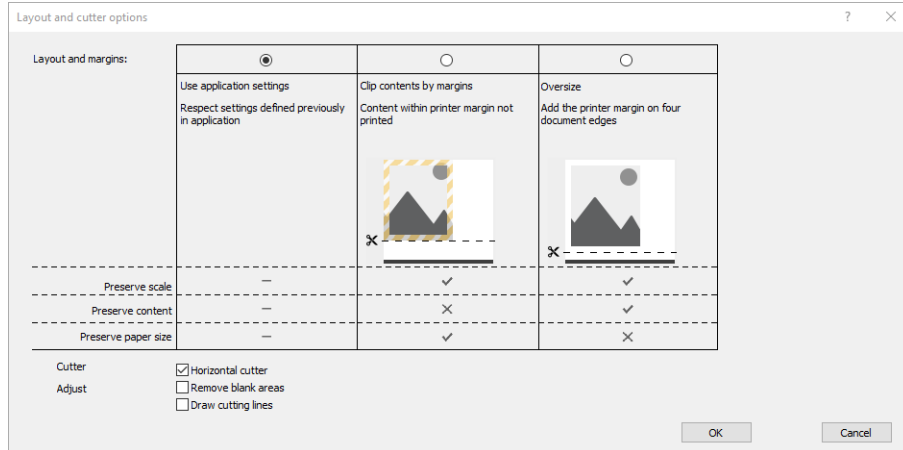 Layout and cutter options
Layout and margins:
Use application settings
Respect settings defined previously
in application
Clip contents by margins
Content within printer margin not
printed
Oversize
Add the printer margin on four
document edges
Preserve scale
Preserve content
Preserve paper size
Cutter
Horizontal cutter
Adjust
Remove blank areas
Draw cutting lines
OK
Cancel